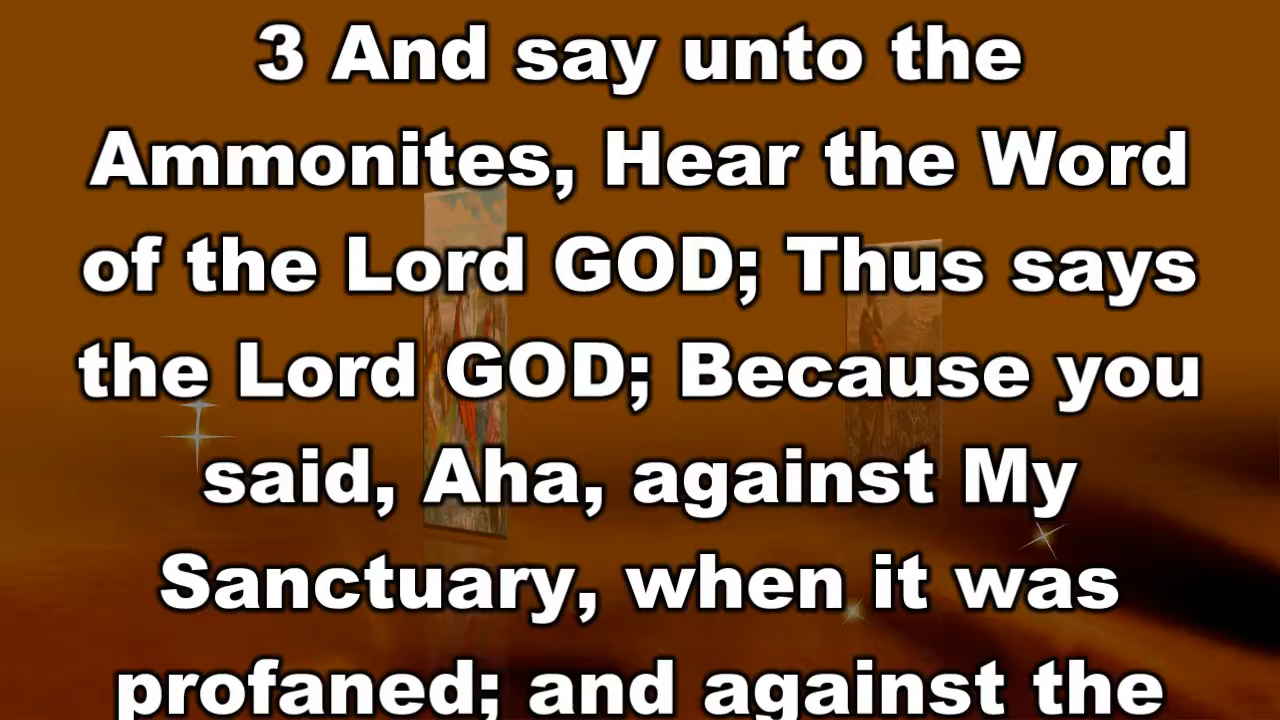 3 And say unto the
Ammonites, Hear the Word
of the Lord GOD; Thus says
the Lord GOD; Because you
said, Aha, against My
Sanctuary, when it was
profaned; and against the